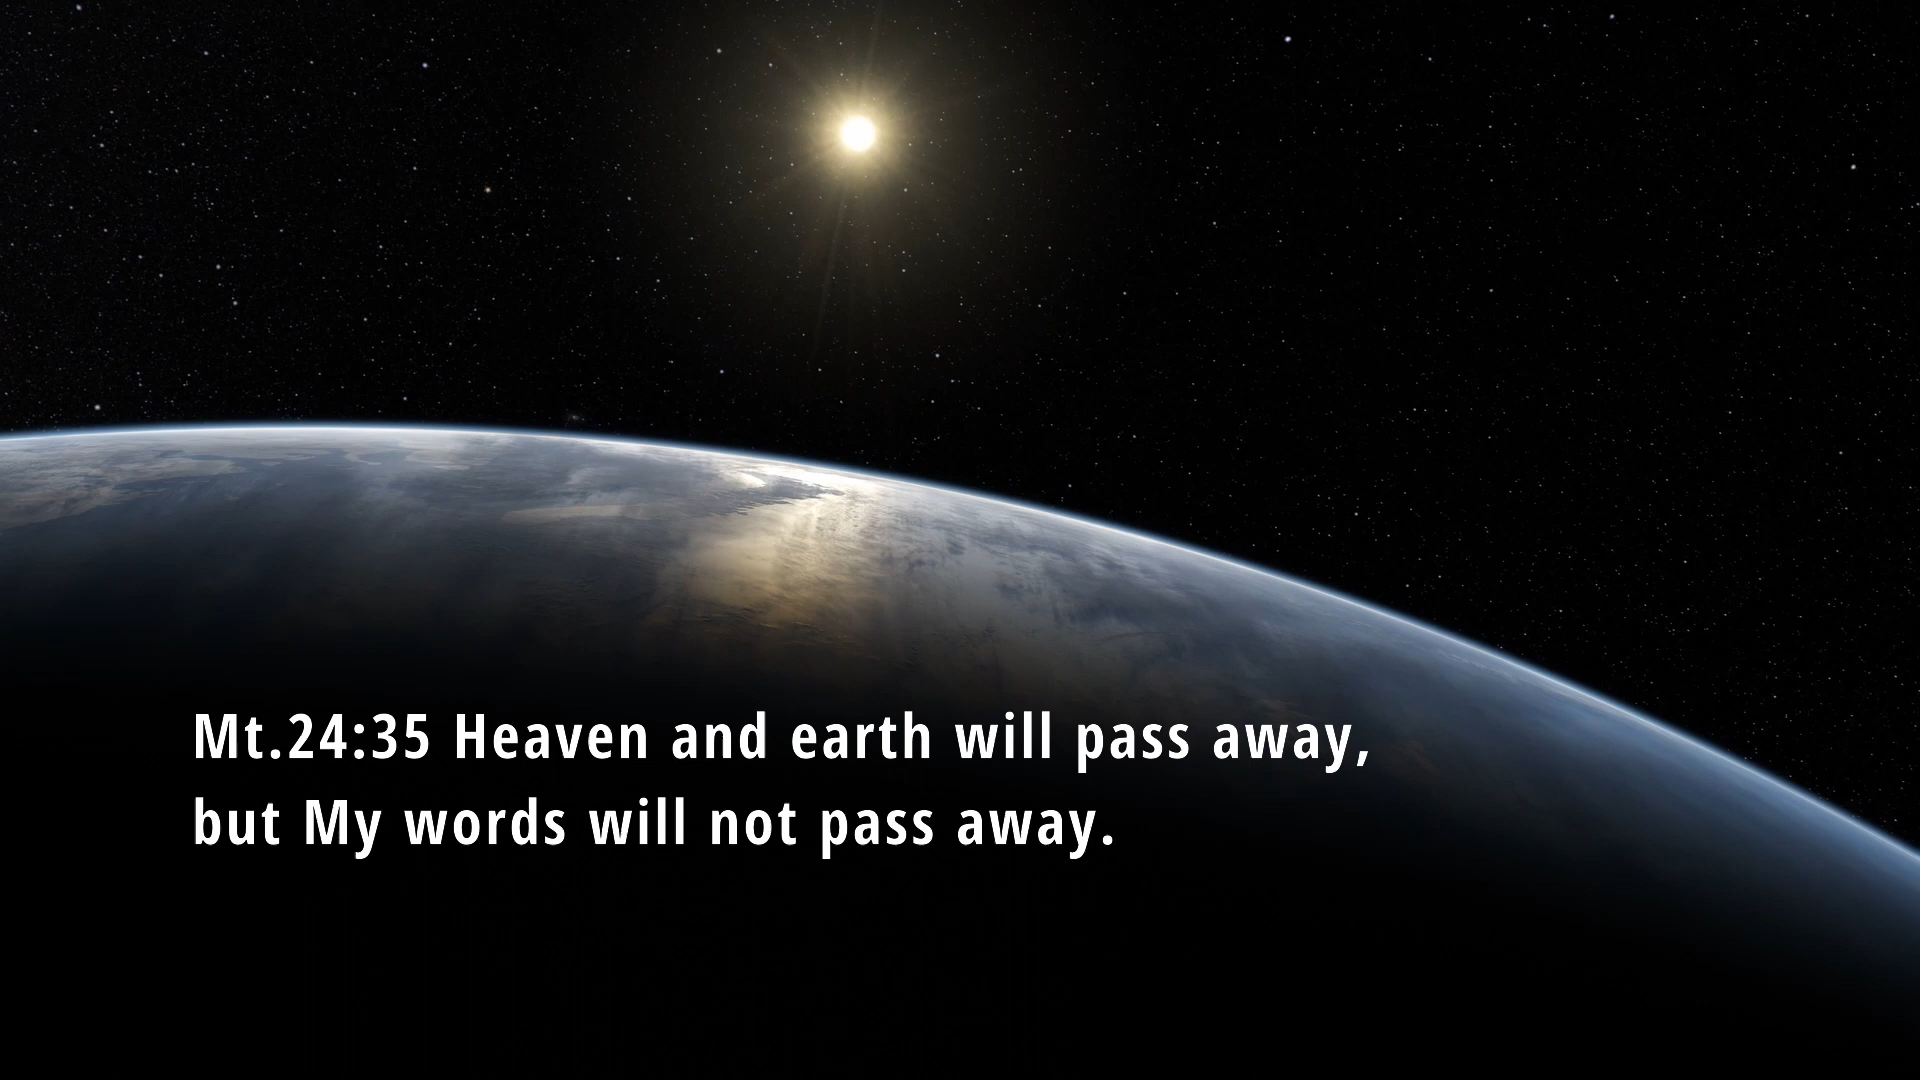 Mt.24:35 Heaven and earth will pass away,
but My words will not pass away.